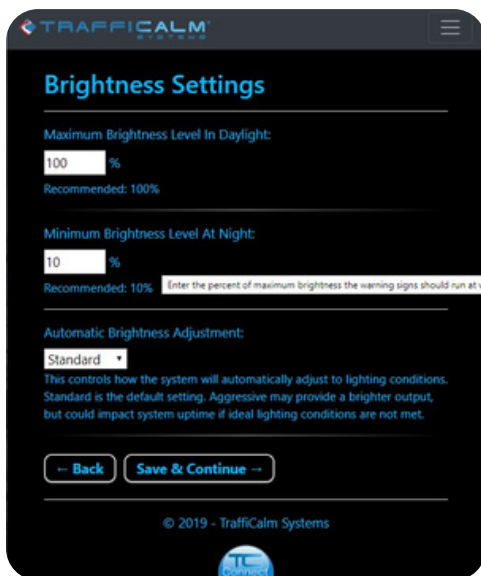 TRAFFICALM
SYSTEMS
Brightness Settings
Maximum Brightness Level In Daylight:
100 %
Recommended: 100%
Minimum Brightness Level At Night:
10 %
Recommended: 10% Enter the percent of maximum brightness the warning signs should run at
Automatic Brightness Adjustment:
Standard
This controls how the system will automatically adjust to lighting conditions.
Standard is the default setting. Aggressive may provide a brighter output,
but could impact system uptime if ideal lighting conditions are not met.
← Back Save & Continue →
© 2019 - TraffiCalm Systems
TC
Connect